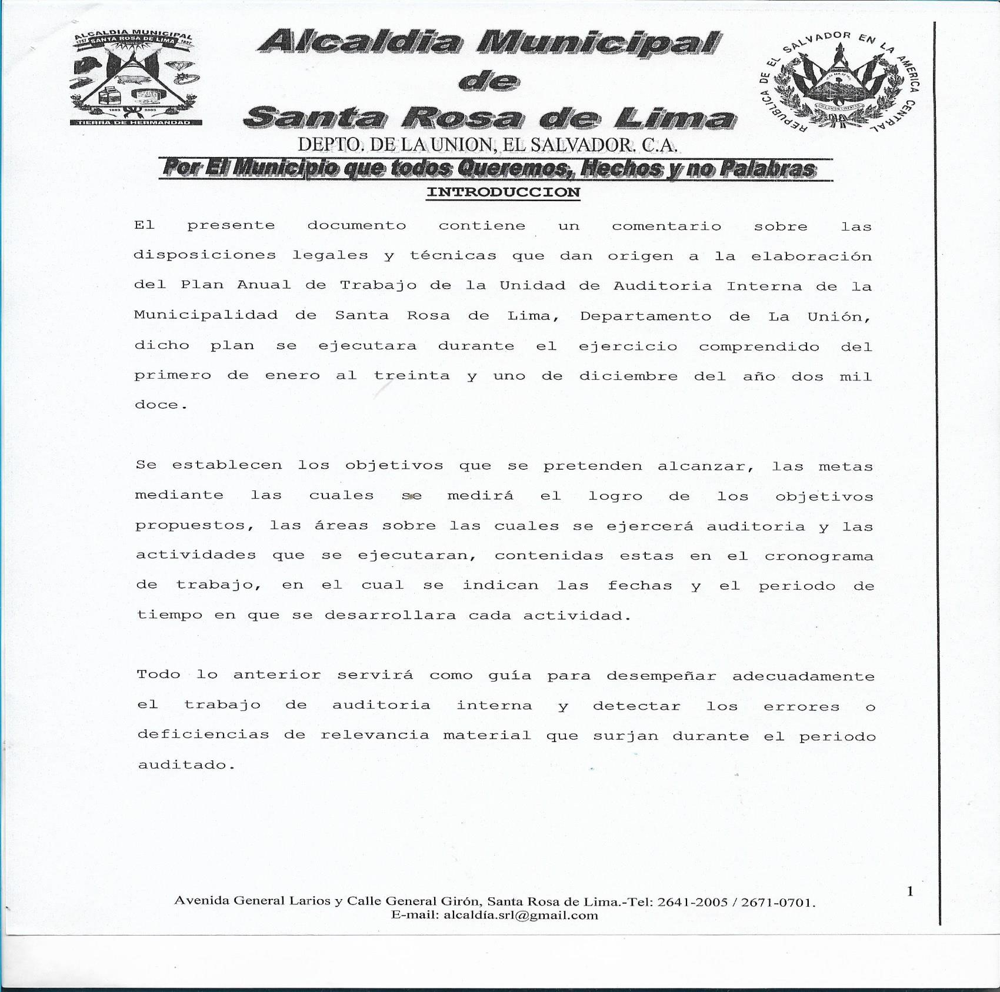 ALCALDIA MUNICIPAL
1787 SANTA ROSA DE LIMA 1827
DIOS
1882 2003
TIERRA DE HERMANDAD
Alcaldia Municipal
de
Santa Rosa de Lima
REPUBLICA DE EL SALVADOR EN LA AMERICA CENTRAL
DEPTO. DE LA UNION, EL SALVADOR. C.A.
Por El Municipio que todos Queremos, Hechos y no Palabras
INTRODUCCION
El presente documento contiene un comentario sobre las
disposiciones legales y técnicas que dan origen a la elaboración
del Plan Anual de Trabajo de la Unidad de Auditoria Interna de la
Municipalidad de Santa Rosa de Lima, Departamento de La Unión,
dicho plan se ejecutara durante el ejercicio comprendido del
primero de enero al treinta y uno de diciembre del año dos mil
doce.
Se establecen los objetivos que se pretenden alcanzar, las metas
mediante las cuales se medirá el logro de los objetivos
propuestos, las áreas sobre las cuales se ejercerá auditoria y las
actividades que se ejecutaran, contenidas estas en el cronograma
de trabajo, en el cual se indican las fechas y el periodo de
tiempo en que se desarrollara cada actividad.
Todo lo anterior servirá como guía para desempeñar adecuadamente
el trabajo de auditoria interna y detectar los errores o
deficiencias de relevancia material que surjan durante el periodo
auditado.
1
Avenida General Larios y Calle General Girón, Santa Rosa de Lima.-Tel: 2641-2005 / 2671-0701.
E-mail: alcaldía.srl@gmail.com